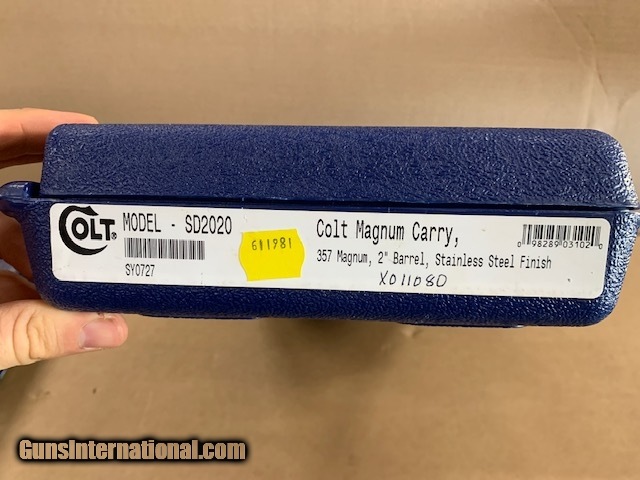 COLT®
MODEL - SD2020
SY0727
611981
Colt Magnum Carry,
357 Magnum, 2" Barrel, Stainless Steel Finish
X011080
0 98289 03102 0
GunsInternational.com